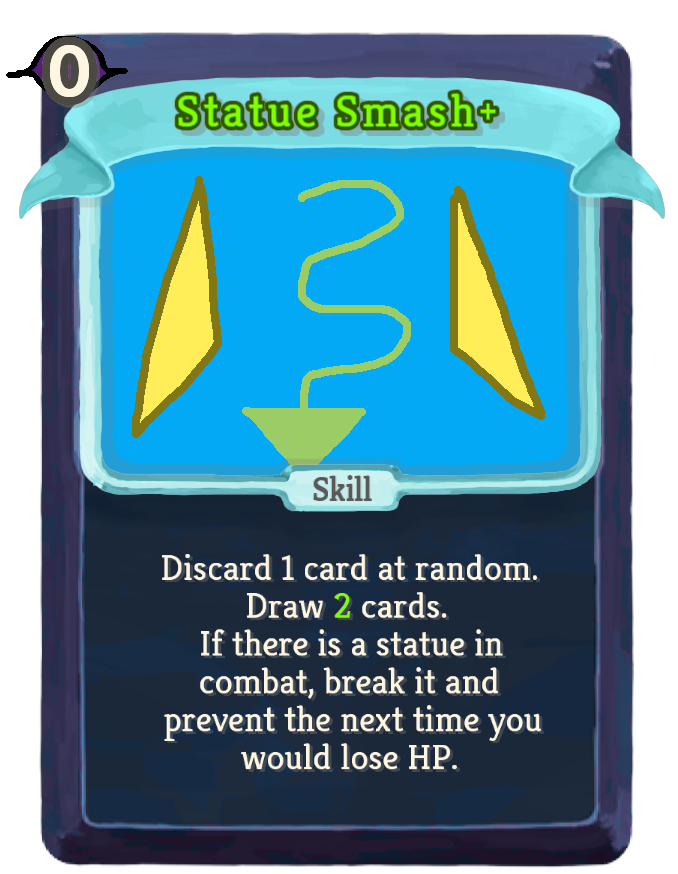 0
Statue Smash+
Skill
Discard 1 card at random.
Draw 2 cards.
If there is a statue in
combat, break it and
prevent the next time you
would lose HP.